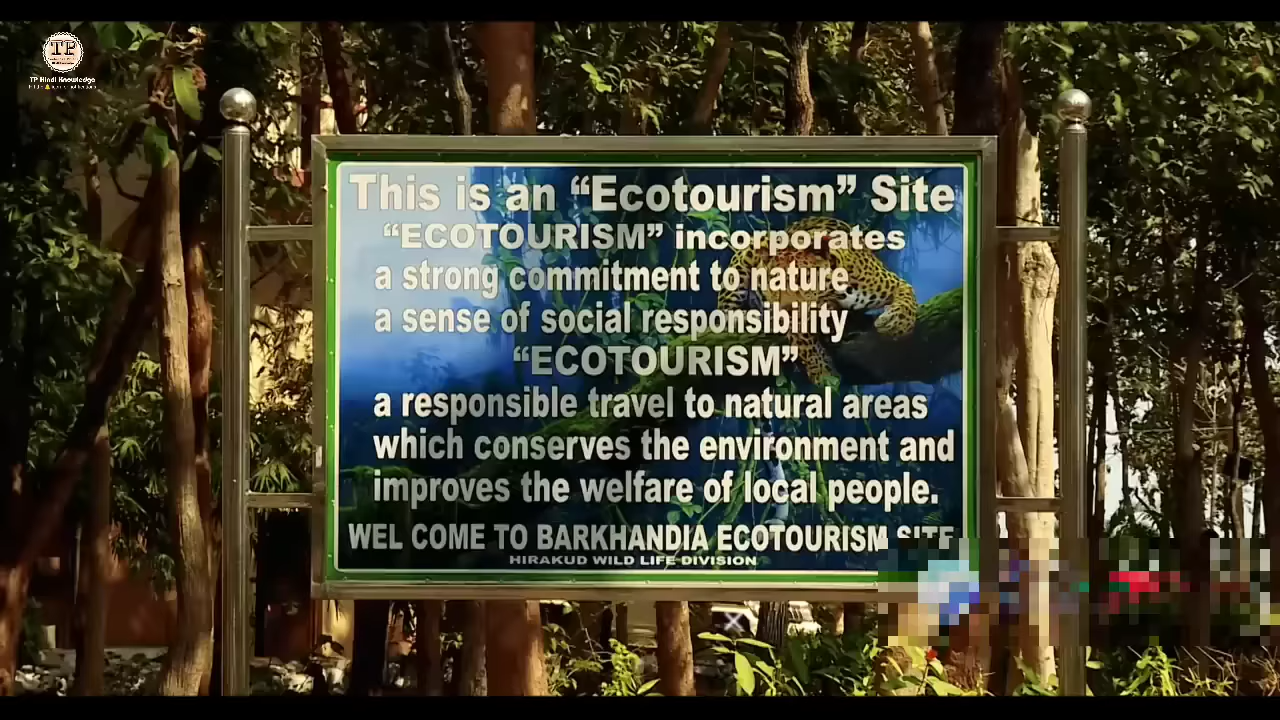 TP
TP Hindi Knowledge
This is an “Ecotourism” Site
“ECOTOURISM” incorporates
a strong commitment to nature
a sense of social responsibility
“ECOTOURISM”
a responsible travel to natural areas
which conserves the environment and
improves the welfare of local people.
WEL COME TO BARKHANDIA ECOTOURISM SITE
HIRAKUD WILD LIFE DIVISION